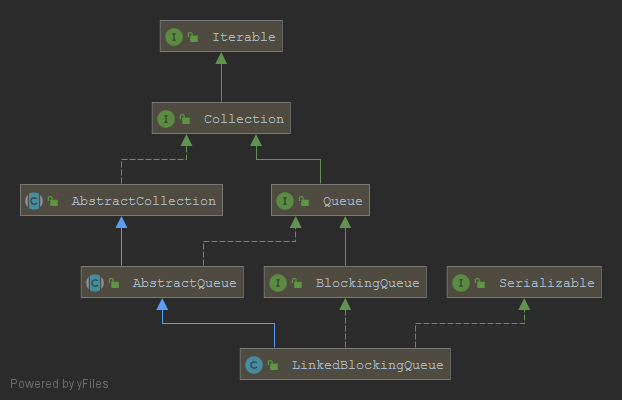 I Iterable
I Collection
C AbstractCollection
I Queue
C AbstractQueue
I BlockingQueue
I Serializable
C LinkedBlockingQueue
Powered by yFiles